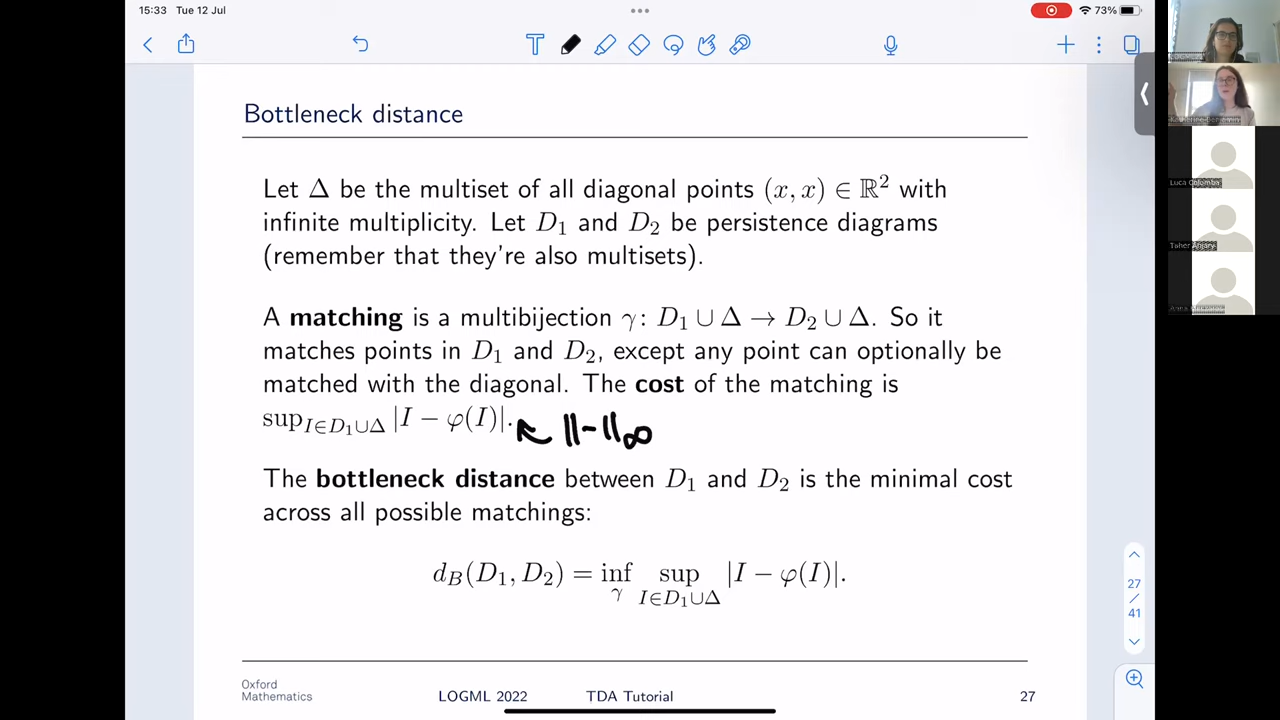 15:33 Tue 12 Jul
73%
Bottleneck distance
Let Δ be the multiset of all diagonal points (x, x) ∈ ℝ² with
infinite multiplicity. Let D₁ and D₂ be persistence diagrams
(remember that they're also multisets).
A matching is a multibijection γ: D₁ ∪ Δ → D₂ ∪ Δ. So it
matches points in D₁ and D₂, except any point can optionally be
matched with the diagonal. The cost of the matching is
sup_{I∈D₁∪Δ} |I − φ(I)|. ↖ ||-||∞
The bottleneck distance between D₁ and D₂ is the minimal cost
across all possible matchings:
d_B(D₁, D₂) = inf_γ sup_{I∈D₁∪Δ} |I − φ(I)|.
27
/
41
Oxford
Mathematics
LOGML 2022
TDA Tutorial
27
Luca Colombo